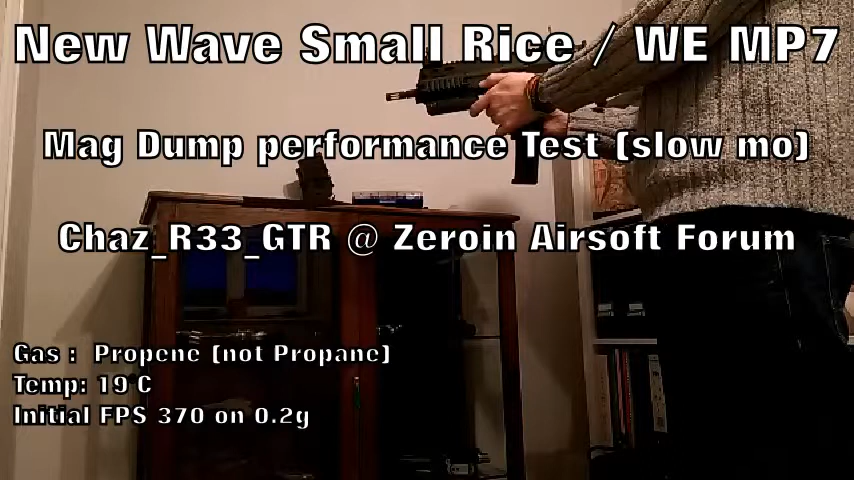 New Wave Small Rice / WE MP7
Mag Dump performance Test (slow mo)
Chaz_R33_GTR @ Zeroin Airsoft Forum
Gas : Propene (not Propane)
Temp: 19 C
Initial FPS 370 on 0.2g